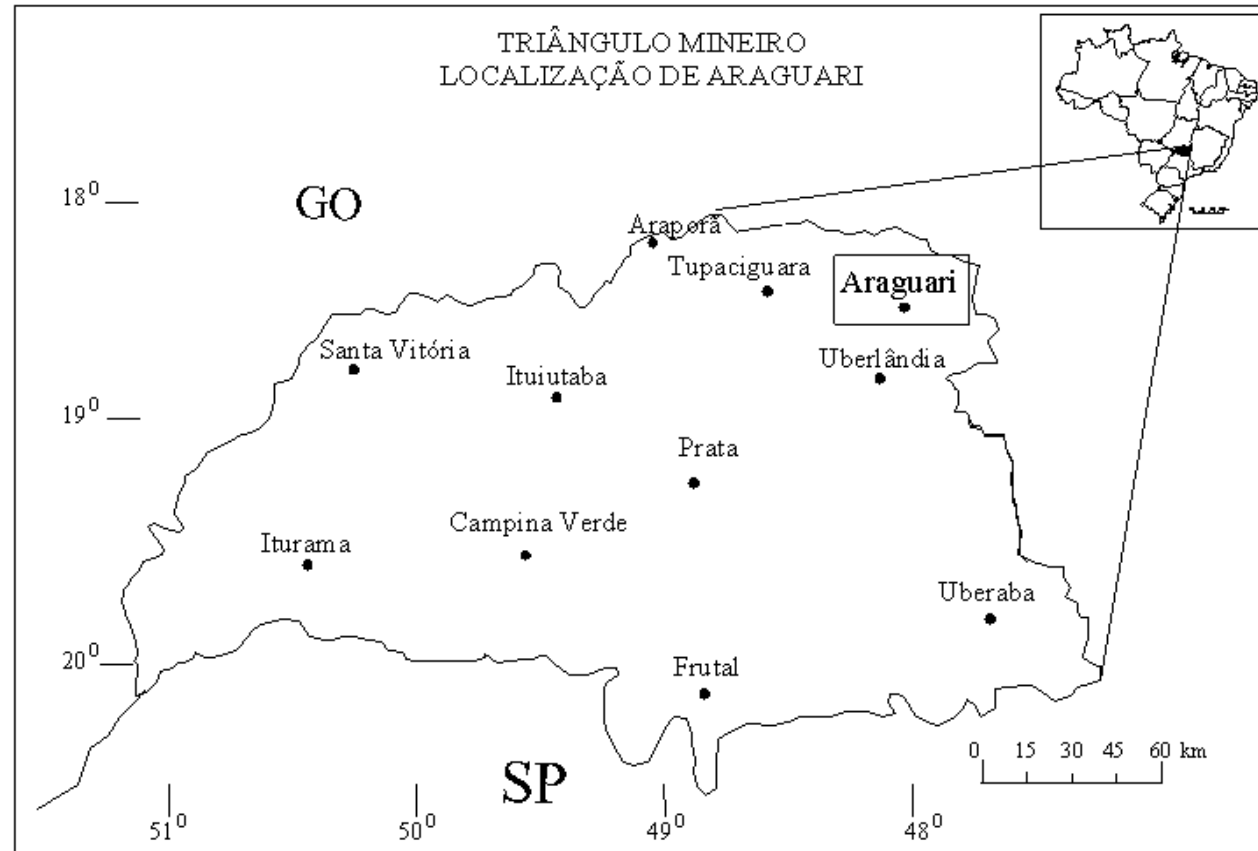 TRIÂNGULO MINEIRO
LOCALIZAÇÃO DE ARAGUARI
18⁰
GO
Araporã
Tupaciguara
Araguari
Santa Vitória
Ituiutaba
Uberlândia
19⁰
Prata
Campina Verde
Iturama
Uberaba
20⁰
Frutal
0 15 30 45 60 km
SP
51⁰ 50⁰ 49⁰ 48⁰